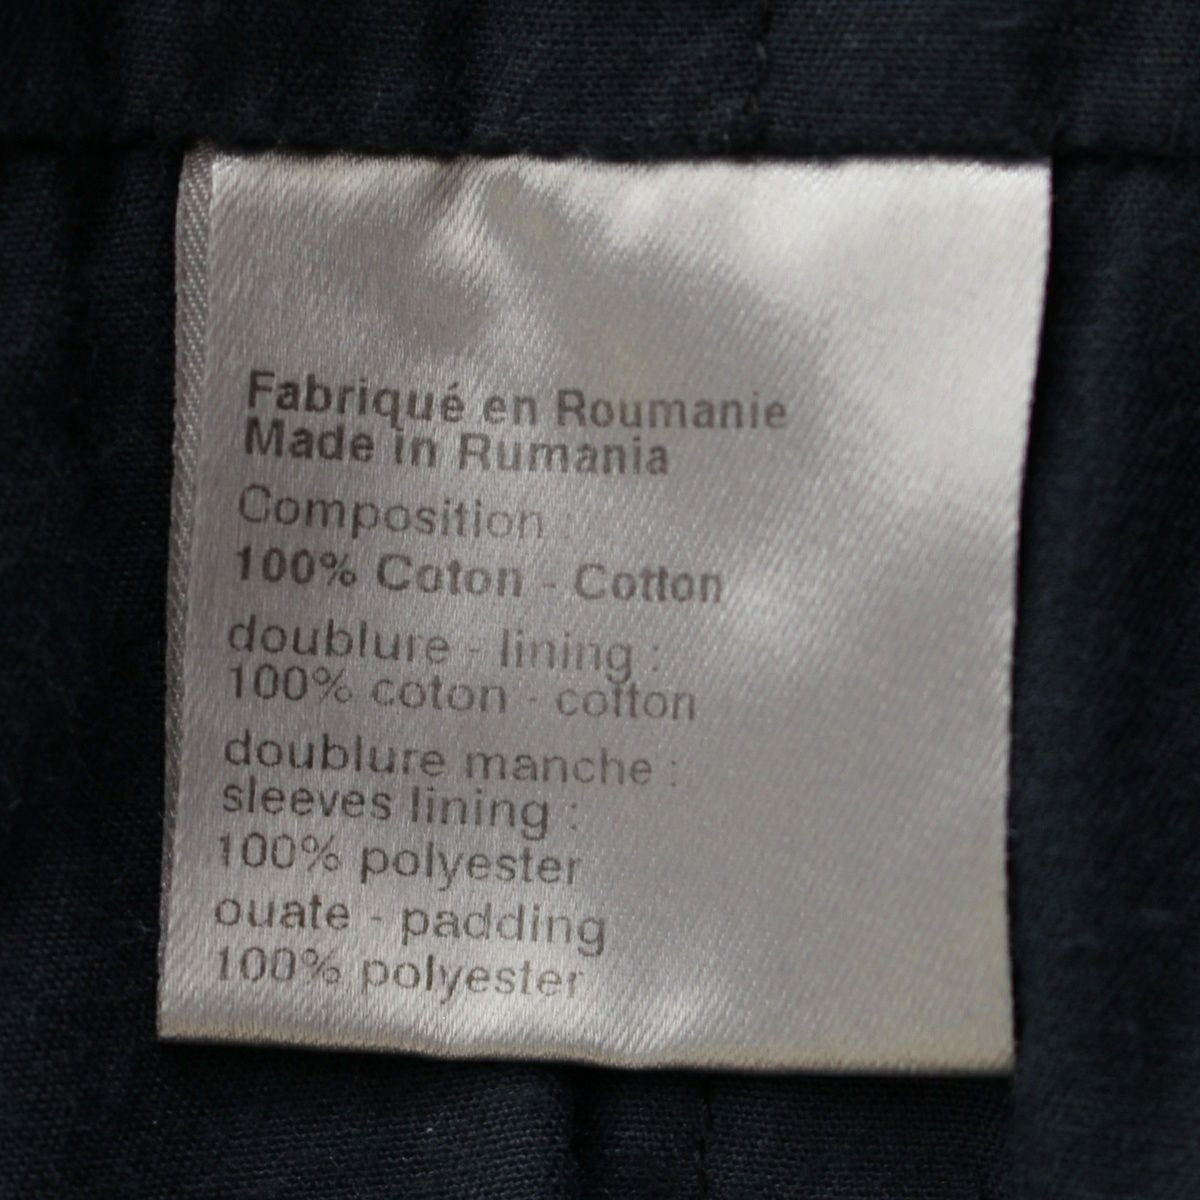 Fabriqué en Roumanie
Made in Rumania
Composition :
100% Coton - Cotton
doublure - lining :
100% coton - cotton
doublure manche :
sleeves lining :
100% polyester
ouate - padding
100% polyester